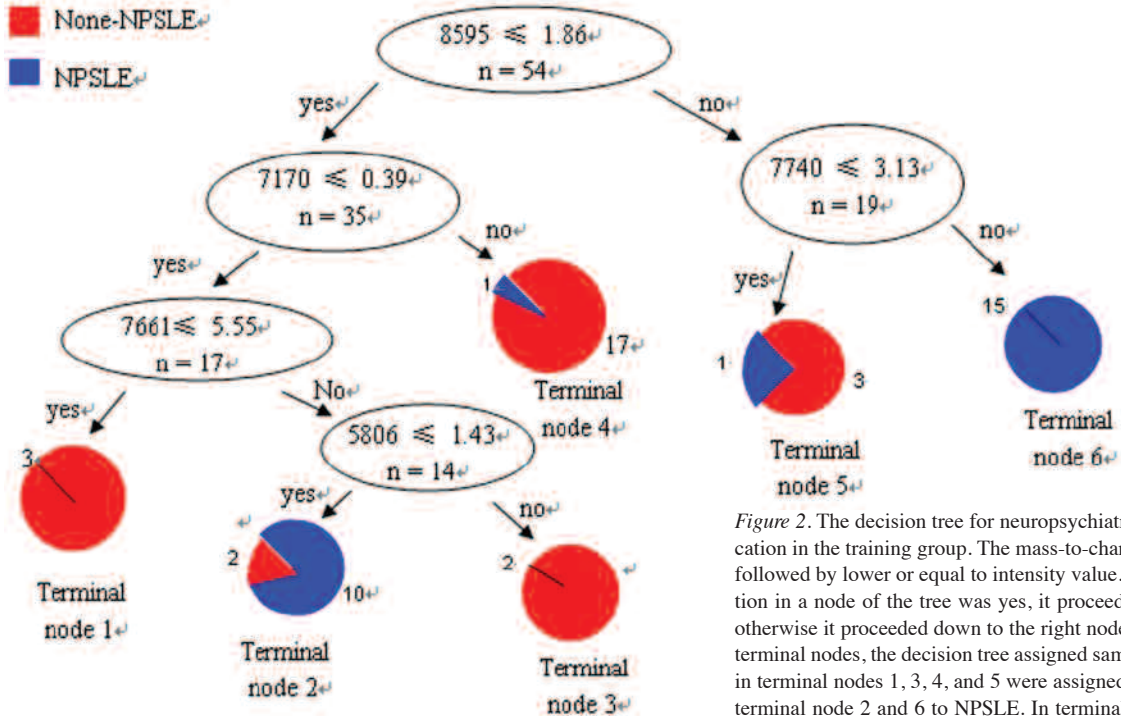 None-NPSLE↵
NPSLE↵
8595 ≤ 1.86↵
n = 54↵
yes↵
no↵
7170 ≤ 0.39↵
n = 35↵
7740 ≤ 3.13↵
n = 19↵
yes↵
no↵
yes↵
no↵
7661≤ 5.55↵
n = 17↵
1
17↵
Terminal
node 4↵
1
3
Terminal
node 5↵
15
Terminal
node 6↵
yes↵
No↵
5806 ≤ 1.43↵
n = 14↵
3
Terminal
node 1↵
yes↵
no↵
↵
2
10↵
Terminal
node 2↵
2
↵
Terminal
node 3↵
Figure 2. The decision tree for neuropsychiatr
cation in the training group. The mass-to-char
followed by lower or equal to intensity value.
tion in a node of the tree was yes, it proceed
otherwise it proceeded down to the right node
terminal nodes, the decision tree assigned sam
in terminal nodes 1, 3, 4, and 5 were assigned
terminal node 2 and 6 to NPSLE. In termina